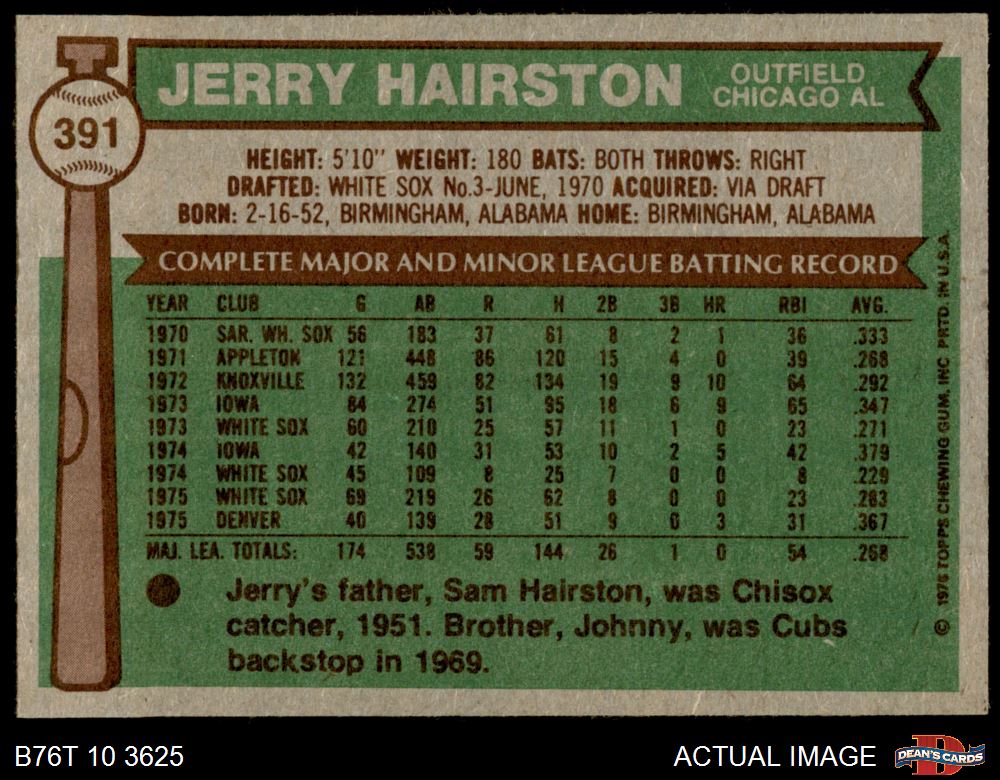 JERRY HAIRSTON
OUTFIELD
CHICAGO AL
391
HEIGHT: 5'10" WEIGHT: 180 BATS: BOTH THROWS: RIGHT
DRAFTED: WHITE SOX No.3-JUNE, 1970 ACQUIRED: VIA DRAFT
BORN: 2-16-52, BIRMINGHAM, ALABAMA HOME: BIRMINGHAM, ALABAMA
COMPLETE MAJOR AND MINOR LEAGUE BATTING RECORD
YEAR CLUB G AB R H 2B 3B HR RBI AVG.
1970 SAR. WH. SOX 56 183 37 61 8 2 1 36 .333
1971 APPLETON 121 448 86 120 15 4 0 39 .268
1972 KNOXVILLE 132 459 82 134 19 9 10 64 .292
1973 IOWA 84 274 51 95 18 6 9 65 .347
1973 WHITE SOX 60 210 25 57 11 1 0 23 .271
1974 IOWA 42 140 31 53 10 2 5 42 .379
1974 WHITE SOX 45 109 8 25 7 0 0 8 .229
1975 WHITE SOX 69 219 26 62 8 0 0 23 .283
1975 DENVER 40 139 28 51 9 0 3 31 .367
MAJ. LEA. TOTALS: 174 538 59 144 26 1 0 54 .268
Jerry's father, Sam Hairston, was Chisox
catcher, 1951. Brother, Johnny, was Cubs
backstop in 1969.
© 1976 TOPPS CHEWING GUM, INC PRTD. IN U.S.A.
B76T 10 3625
ACTUAL IMAGE
D
DEAN'S CARDS